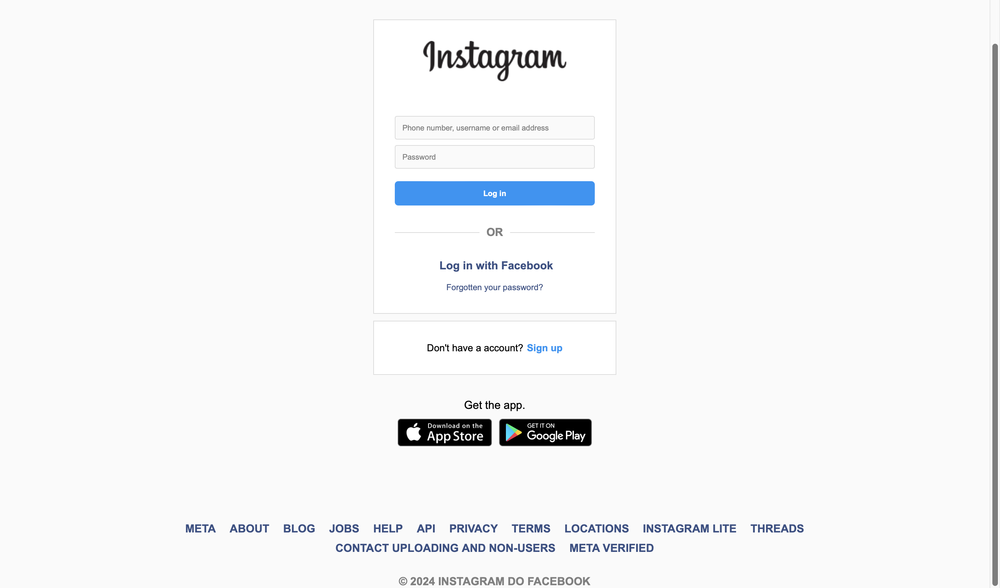 Instagram
Phone number, username or email address
Password
Log in
OR
Log in with Facebook
Forgotten your password?
Don't have a account? Sign up
Get the app.
Download on the
App Store
GET IT ON
Google Play
META ABOUT BLOG JOBS HELP API PRIVACY TERMS LOCATIONS INSTAGRAM LITE THREADS
CONTACT UPLOADING AND NON-USERS META VERIFIED
© 2024 INSTAGRAM DO FACEBOOK